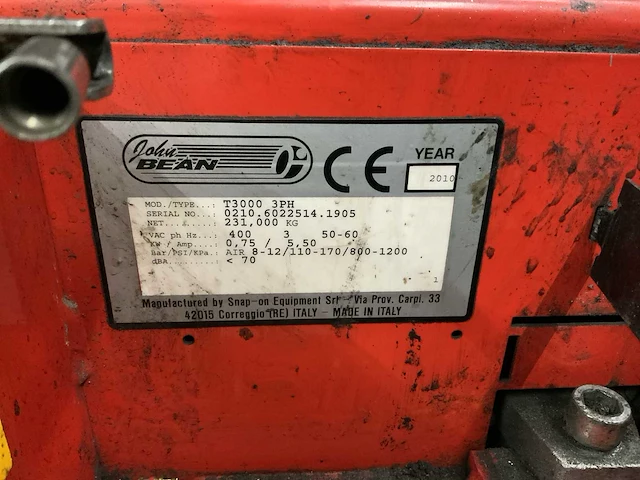 John
BEAN
CE
YEAR
2010
MOD./TYPE..: T3000 3PH
SERIAL NO..: 0210.6022514.1905
NET........: 231,000 KG
VAC ph Hz..: 400 3 50-60
KW / Amp...: 0,75 / 5,50
Bar/PSI/KPa.: AIR 8-12/110-170/800-1200
dBA........: < 70
1
Manufactured by Snap-on Equipment Srl - Via Prov. Carpi, 33
42015 Correggio (RE) ITALY - MADE IN ITALY